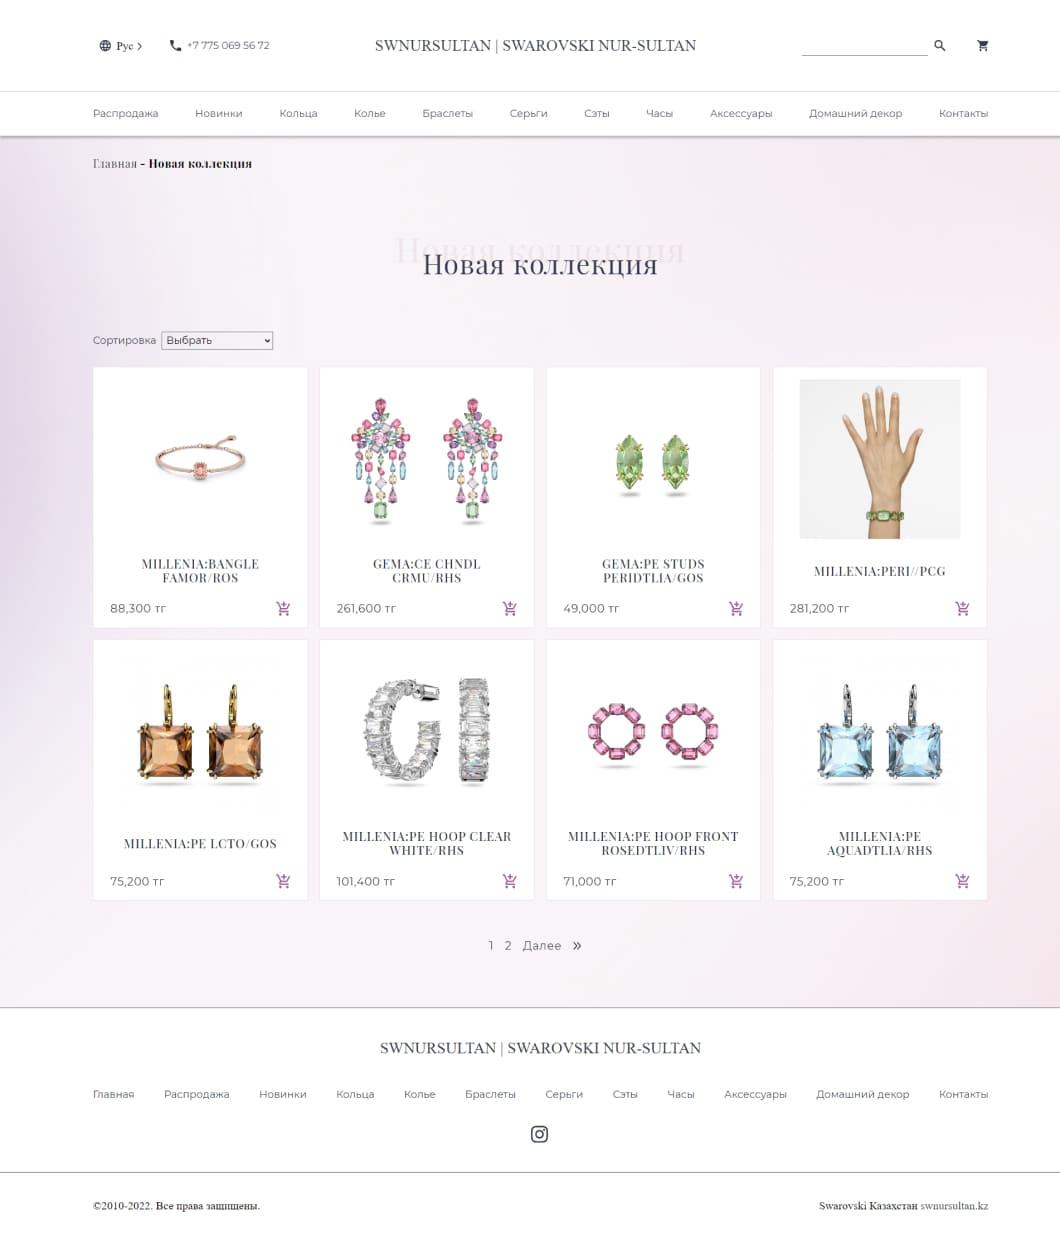 Рус
+7 775 069 56 72
SWNURSULTAN | SWAROVSKI NUR-SULTAN
Распродажа Новинки Кольца Колье Браслеты Серьги Сэты Часы Аксессуары Домашний декор Контакты
Главная - Новая коллекция
Новая коллекция
Новая коллекция
Сортировка Выбрать
MILLENIA:BANGLE
FAMOR/ROS
88,300 тг
GEMA:CE CHNDL
CRMU/RHS
261,600 тг
GEMA:PE STUDS
PERIDTLIA/GOS
49,000 тг
MILLENIA:PERI//PCG
281,200 тг
MILLENIA:PE LCTO/GOS
75,200 тг
MILLENIA:PE HOOP CLEAR
WHITE/RHS
101,400 тг
MILLENIA:PE HOOP FRONT
ROSEDTLIV/RHS
71,000 тг
MILLENIA:PE
AQUADTLIA/RHS
75,200 тг
1 2 Далее »
SWNURSULTAN | SWAROVSKI NUR-SULTAN
Главная Распродажа Новинки Кольца Колье Браслеты Серьги Сэты Часы Аксессуары Домашний декор Контакты
©2010-2022. Все права защищены.
Swarovski Казахстан swnursultan.kz